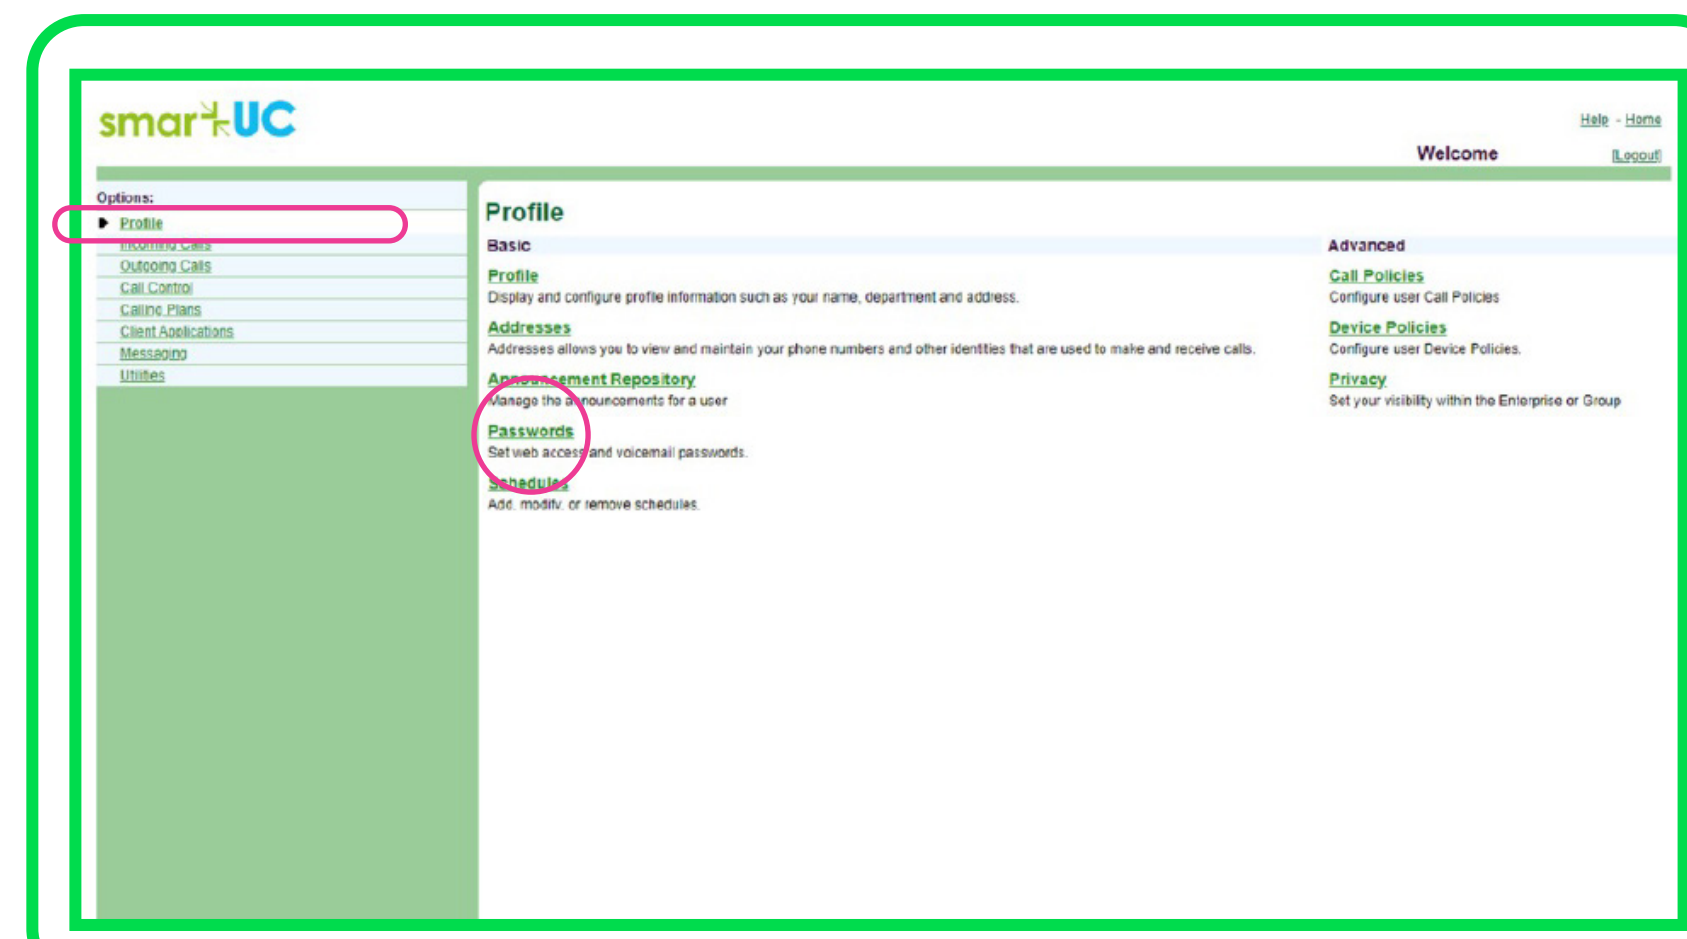 smartUC
Help - Home
Welcome [Logout]
Options:
Profile
Incoming Calls
Outgoing Calls
Call Control
Calling Plans
Client Applications
Messaging
Utilities
Profile
Basic
Profile
Display and configure profile information such as your name, department and address.
Addresses
Addresses allows you to view and maintain your phone numbers and other identities that are used to make and receive calls.
Announcement Repository
Manage the announcements for a user
Passwords
Set web access and voicemail passwords.
Schedules
Add, modify, or remove schedules.
Advanced
Call Policies
Configure user Call Policies
Device Policies
Configure user Device Policies.
Privacy
Set your visibility within the Enterprise or Group